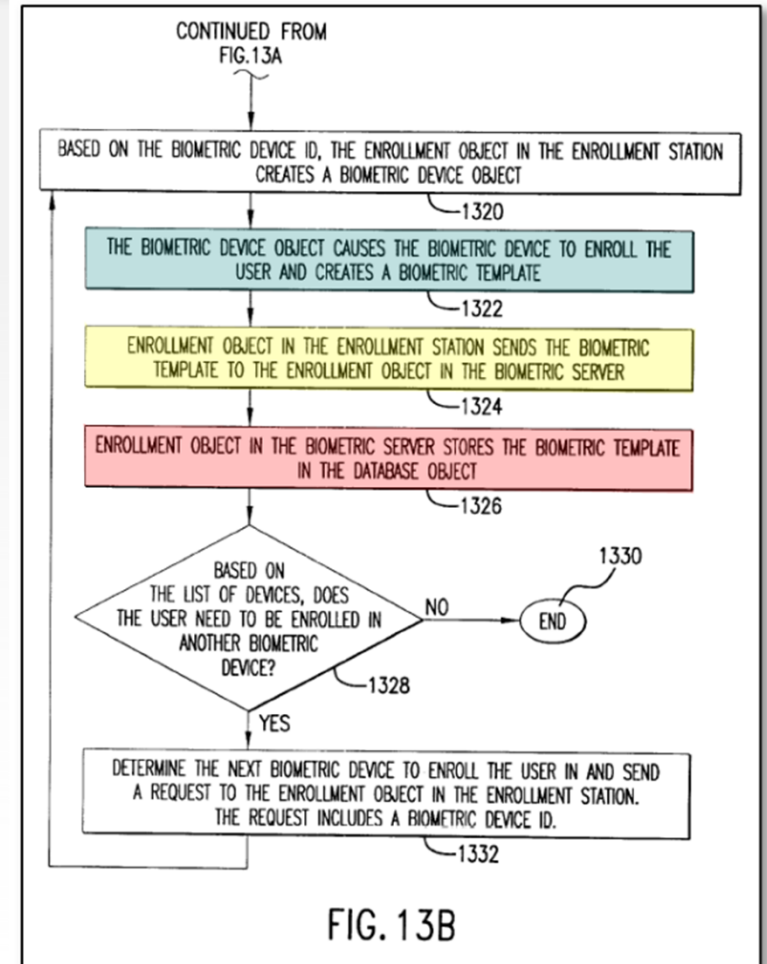 CONTINUED FROM
FIG.13A
BASED ON THE BIOMETRIC DEVICE ID, THE ENROLLMENT OBJECT IN THE ENROLLMENT STATION
CREATES A BIOMETRIC DEVICE OBJECT
1320
THE BIOMETRIC DEVICE OBJECT CAUSES THE BIOMETRIC DEVICE TO ENROLL THE
USER AND CREATES A BIOMETRIC TEMPLATE
1322
ENROLLMENT OBJECT IN THE ENROLLMENT STATION SENDS THE BIOMETRIC
TEMPLATE TO THE ENROLLMENT OBJECT IN THE BIOMETRIC SERVER
1324
ENROLLMENT OBJECT IN THE BIOMETRIC SERVER STORES THE BIOMETRIC TEMPLATE
IN THE DATABASE OBJECT
1326
BASED ON
THE LIST OF DEVICES, DOES
THE USER NEED TO BE ENROLLED IN
ANOTHER BIOMETRIC
DEVICE?
1328
NO
1330
END
YES
DETERMINE THE NEXT BIOMETRIC DEVICE TO ENROLL THE USER IN AND SEND
A REQUEST TO THE ENROLLMENT OBJECT IN THE ENROLLMENT STATION.
THE REQUEST INCLUDES A BIOMETRIC DEVICE ID.
1332
FIG. 13B